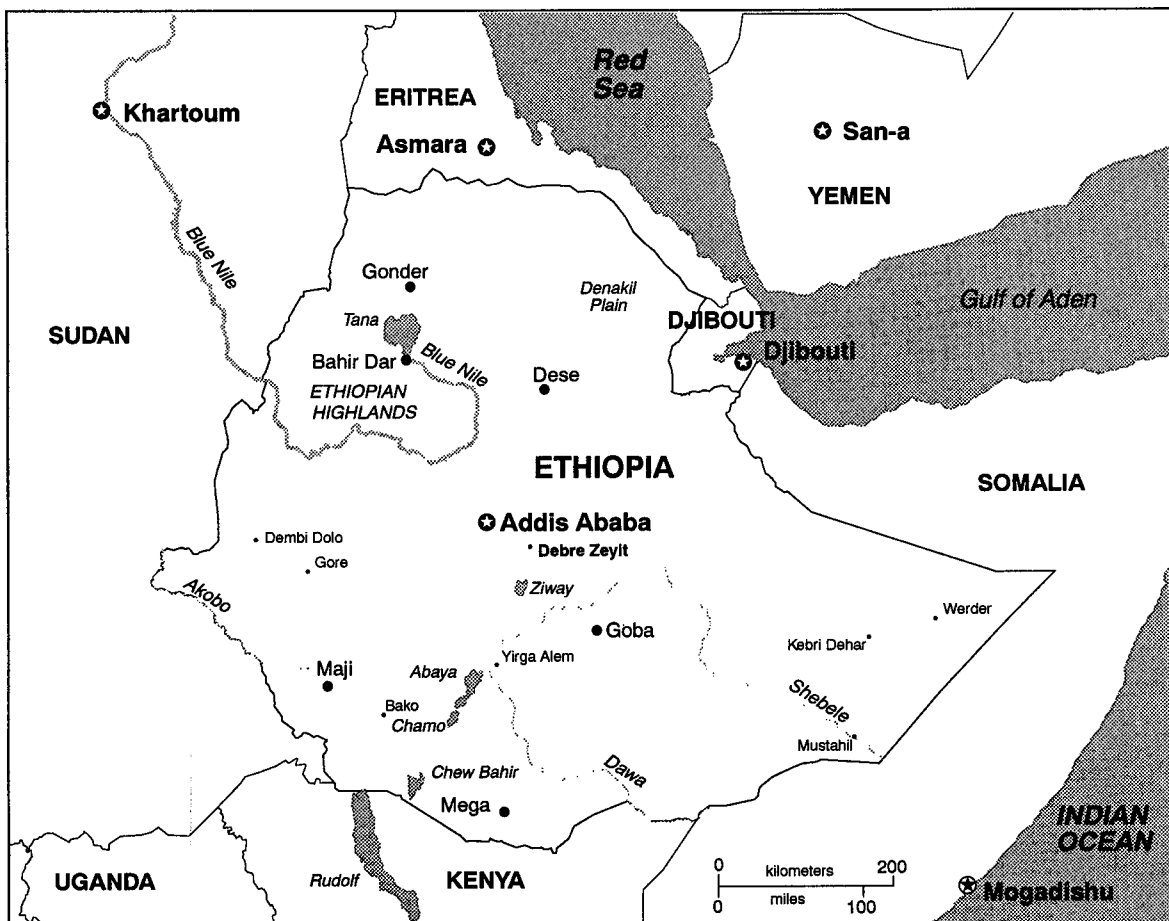 Red
Sea
Khartoum
ERITREA
Asmara
San-a
YEMEN
Blue Nile
Gonder
Denakil
Plain
Gulf of Aden
Tana
DJIBOUTI
SUDAN
Djibouti
Bahir Dar
Blue Nile
Dese
ETHIOPIAN
HIGHLANDS
ETHIOPIA
SOMALIA
Addis Ababa
Dembi Dolo
Debre Zeyit
Gore
Akobo
Ziway
Werder
Goba
Kebri Dehar
Yirga Alem
Maji
Abaya
Shebele
Bako
Chamo
Mustahil
Dawa
Chew Bahir
Mega
INDIAN
OCEAN
0 kilometers 200
UGANDA
Rudolf
KENYA
0 miles 100
Mogadishu